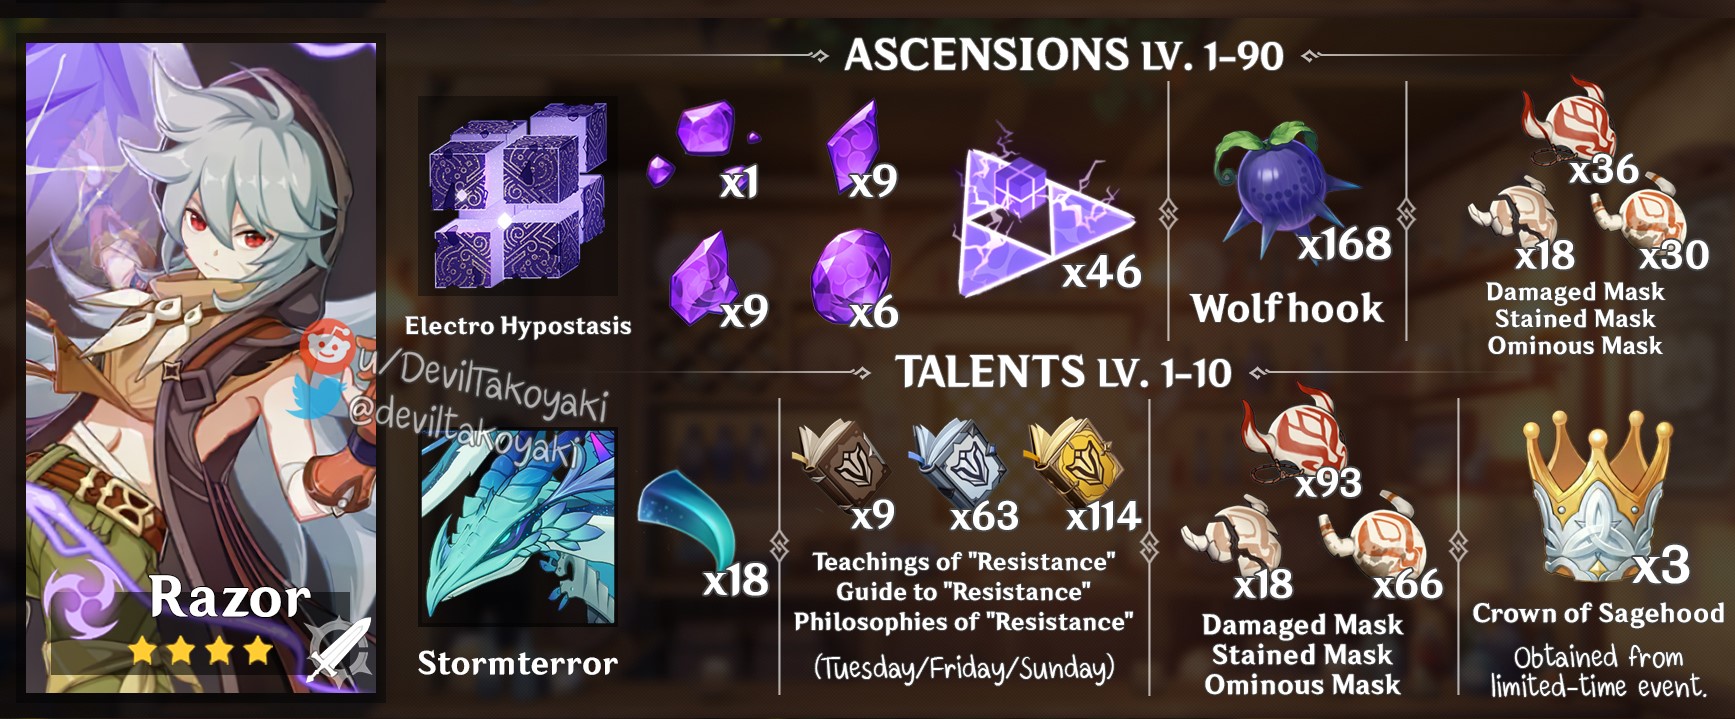 ASCENSIONS LV. 1-90
x1
x9
x9
x6
x46
x168
x36
x18
x30
Electro Hypostasis
Wolfhook
Damaged Mask
Stained Mask
Ominous Mask
u/DevilTakoyaki
@deviltakoyaki
TALENTS LV. 1-10
x18
x9
x63
x114
x93
x18
x66
x3
Stormterror
Teachings of "Resistance"
Guide to "Resistance"
Philosophies of "Resistance"
(Tuesday/Friday/Sunday)
Damaged Mask
Stained Mask
Ominous Mask
Crown of Sagehood
Obtained from
limited-time event.
Razor